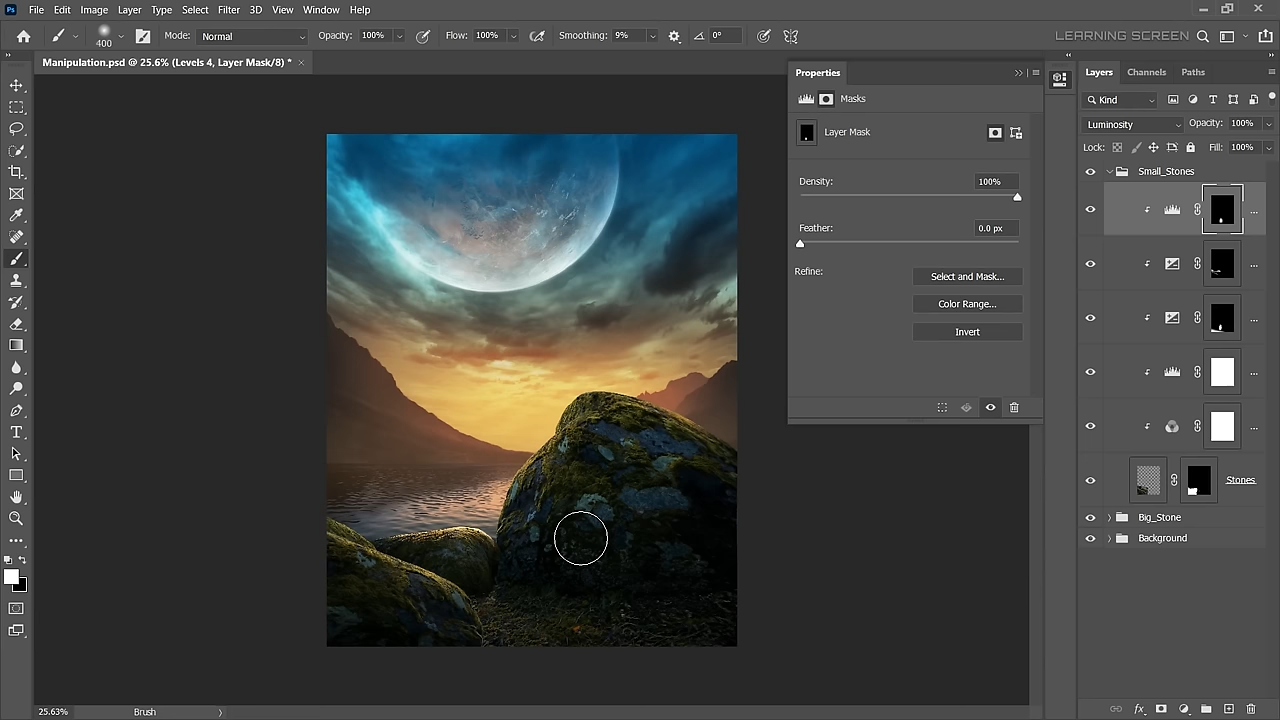 Ps File Edit Image Layer Type Select Filter 3D View Window Help
400 Mode: Normal Opacity: 100% Flow: 100% Smoothing: 9% 0° LEARNING SCREEN
Manipulation.psd @ 25.6% (Levels 4, Layer Mask/8) *
Properties
Masks
Layer Mask
Density: 100%
Feather: 0.0 px
Refine: Select and Mask...
Color Range...
Invert
Layers Channels Paths
Kind
Luminosity Opacity: 100%
Lock: Fill: 100%
Small_Stones
Stones
Big_Stone
Background
25.63% Brush